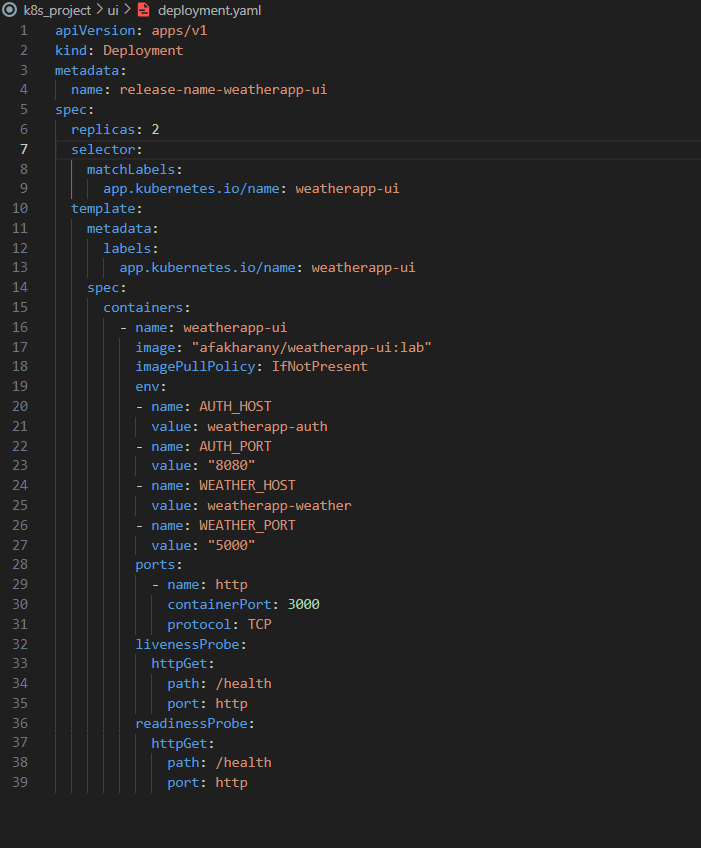 k8s_project > ui > deployment.yaml
1 apiVersion: apps/v1
2 kind: Deployment
3 metadata:
4   name: release-name-weatherapp-ui
5 spec:
6   replicas: 2
7   selector:
8     matchLabels:
9       app.kubernetes.io/name: weatherapp-ui
10   template:
11     metadata:
12       labels:
13         app.kubernetes.io/name: weatherapp-ui
14     spec:
15       containers:
16         - name: weatherapp-ui
17           image: "afakharany/weatherapp-ui:lab"
18           imagePullPolicy: IfNotPresent
19           env:
20           - name: AUTH_HOST
21             value: weatherapp-auth
22           - name: AUTH_PORT
23             value: "8080"
24           - name: WEATHER_HOST
25             value: weatherapp-weather
26           - name: WEATHER_PORT
27             value: "5000"
28           ports:
29             - name: http
30               containerPort: 3000
31               protocol: TCP
32           livenessProbe:
33             httpGet:
34               path: /health
35               port: http
36           readinessProbe:
37             httpGet:
38               path: /health
39               port: http